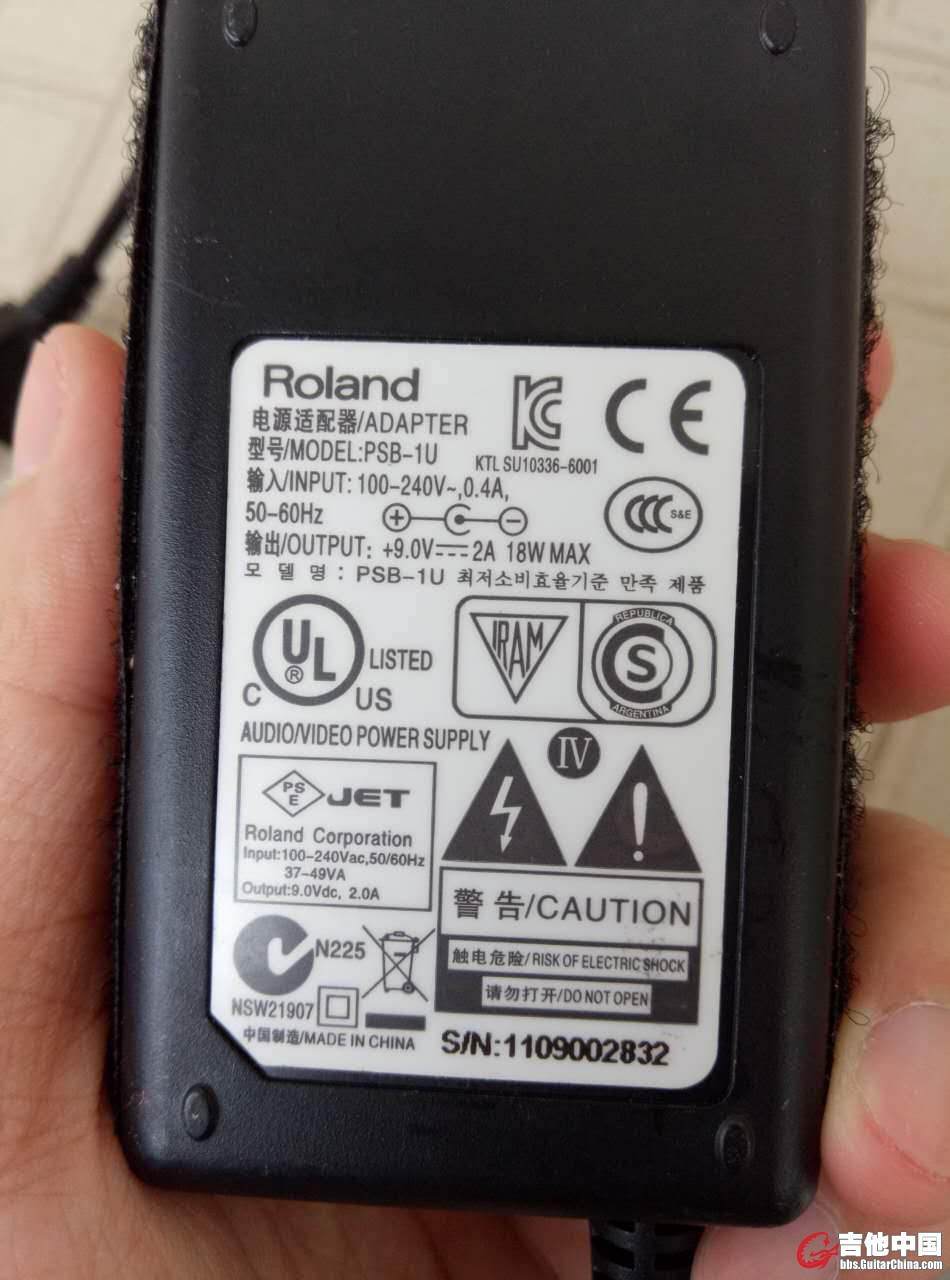 Roland
电源适配器/ADAPTER
型号/MODEL:PSB-1U
KTL SU10336-6001
输入/INPUT: 100-240V~,0.4A,
50-60Hz
S&E
输出/OUTPUT: +9.0V 2A 18W MAX
모 델 명 : PSB-1U 최저소비효율기준 만족 제품
UL
®
C
LISTED
US
IRAM
REPUBLICA
S
ARGENTINA
AUDIO/VIDEO POWER SUPPLY
IV
PS
E
JET
Roland Corporation
Input:100-240Vac,50/60Hz
37-49VA
Output:9.0Vdc, 2.0A
警告/CAUTION
触电危险/RISK OF ELECTRIC SHOCK
请勿打开/DO NOT OPEN
N225
NSW21907
中国制造/MADE IN CHINA
S/N:1109002832
吉他中国
bbs.GuitarChina.com